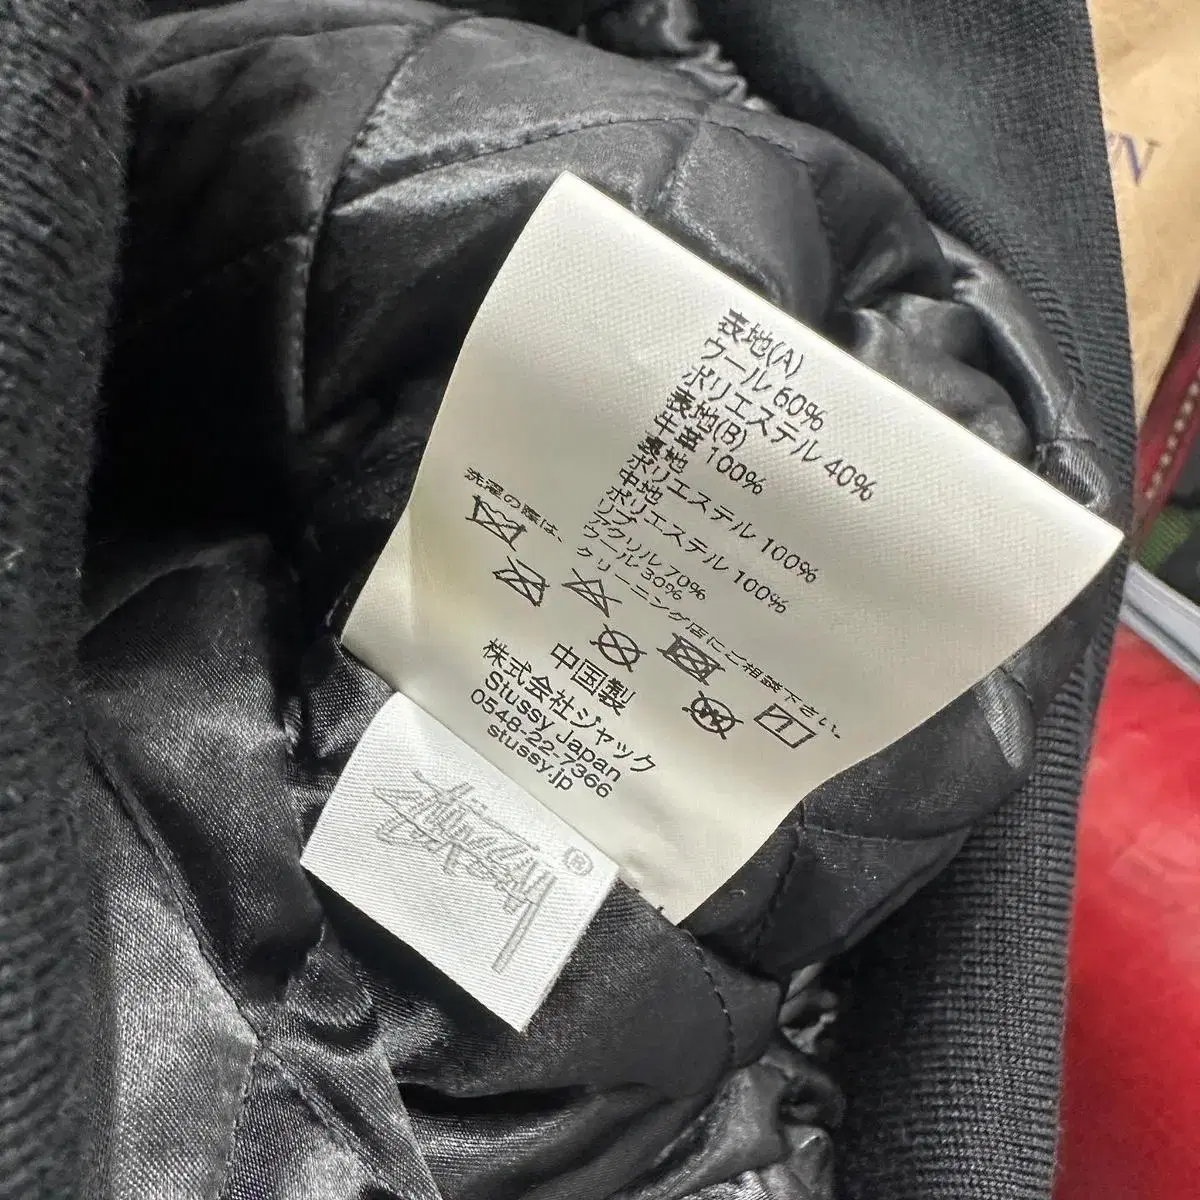 表地(A)
ウール 60%
ポリエステル 40%
表地(B)
牛革 100%
裏地
ポリエステル 100%
中地
ポリエステル 100%
リブ
アクリル 70%
ウール 30%
洗濯の際は、クリーニング店にご相談下さい。
中国製
株式会社ジャック
Stussy Japan
0548-22-7366
stussy.jp
Stüssy
®